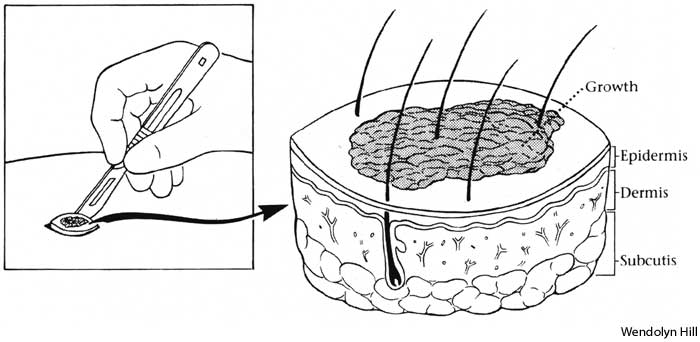 Growth
Epidermis
Dermis
Subcutis
Wendolyn Hill